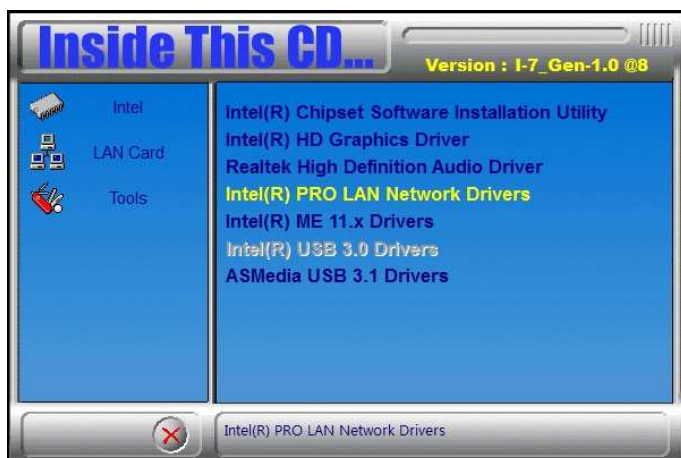 Inside This CD...
Version : I-7_Gen-1.0 @8
Intel
LAN Card
Tools
Intel(R) Chipset Software Installation Utility
Intel(R) HD Graphics Driver
Realtek High Definition Audio Driver
Intel(R) PRO LAN Network Drivers
Intel(R) ME 11.x Drivers
Intel(R) USB 3.0 Drivers
ASMedia USB 3.1 Drivers
Intel(R) PRO LAN Network Drivers